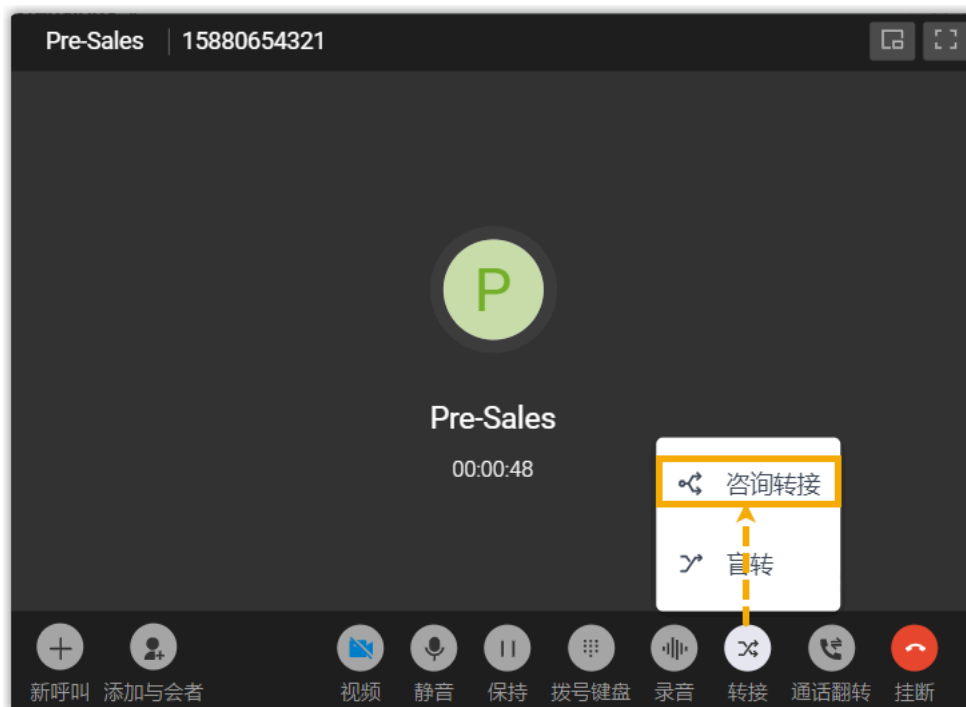 Pre-Sales 15880654321
P
Pre-Sales
00:00:48
咨询转接
盲转
新呼叫 添加与会者 视频 静音 保持 拨号键盘 录音 转接 通话翻转 挂断